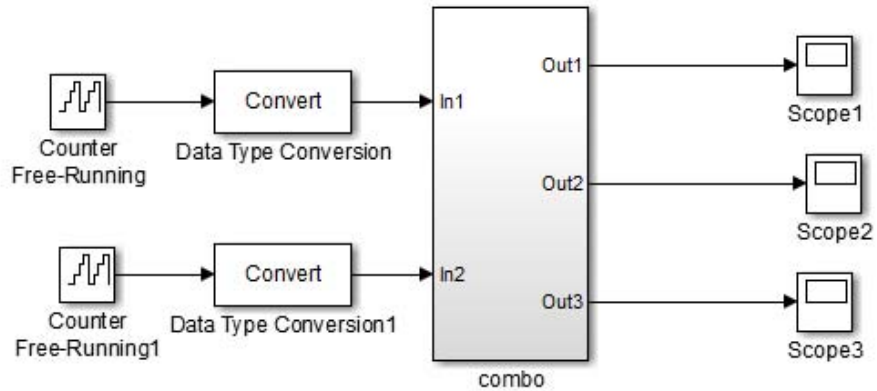 Out1
Scope1
Convert
In1
Counter
Free-Running
Data Type Conversion
Out2
Scope2
Convert
In2
Counter
Free-Running1
Data Type Conversion1
Out3
Scope3
combo